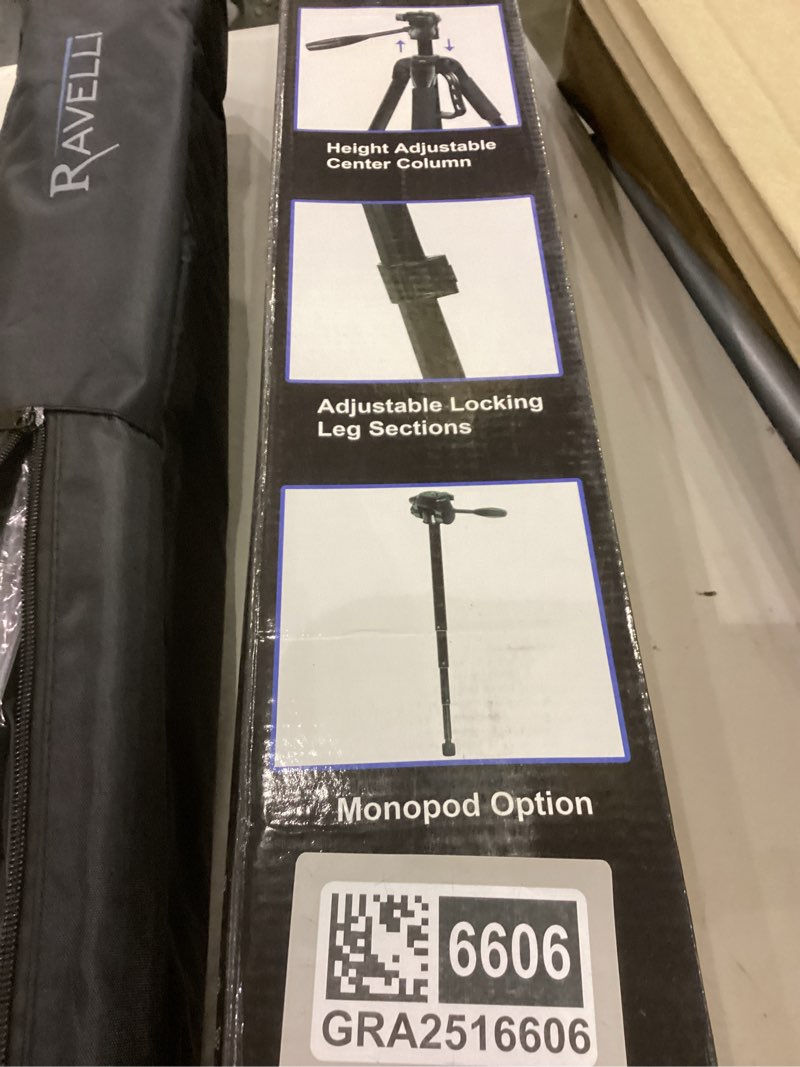 RAVELLI
Height Adjustable
Center Column
Adjustable Locking
Leg Sections
Monopod Option
6606
GRA2516606